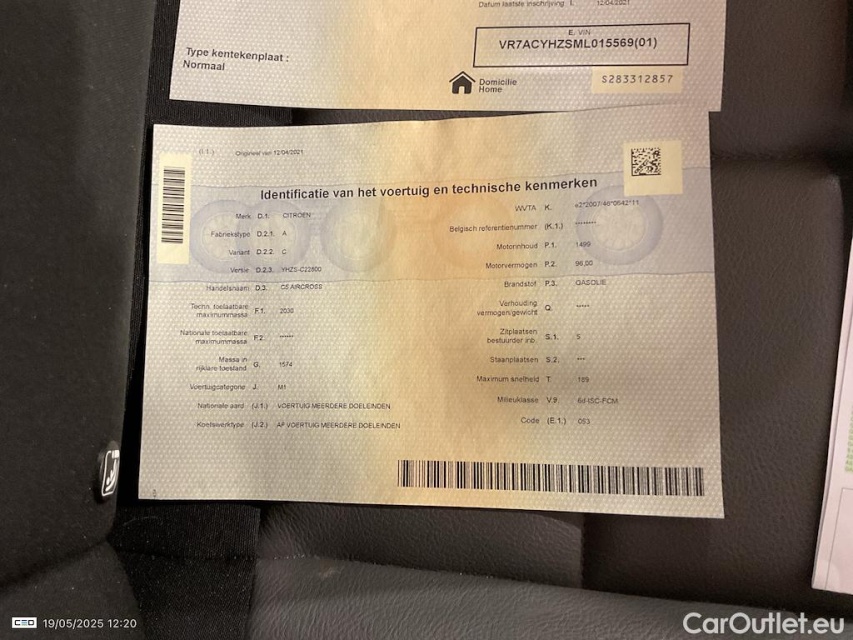 Datum laatste inschrijving I. 12/04/2021
E. VIN
VR7ACYHZSML015569(01)
Type kentekenplaat :
Normaal
Domicilie
Home
S283312857
(I.1.) Origineel van 12/04/2021
Identificatie van het voertuig en technische kenmerken
Merk D.1. CITROEN
Fabriekstype D.2.1. A
Variant D.2.2. C
Versie D.2.3. YHZS-C22800
Handelsnaam D.3. C5 AIRCROSS
Techn. toelaatbare
maximummassa F.1. 2030
Nationale toelaatbare
maximummassa F.2. ******
Massa in
rijklare toestand G. 1574
Voertuigcategorie J. M1
Nationale aard (J.1.) VOERTUIG MEERDERE DOELEINDEN
Koetswerktype (J.2.) AF VOERTUIG MEERDERE DOELEINDEN
WVTA K. e2*2007/46*0642*11
Belgisch referentienummer (K.1.) ********
Motorinhoud P.1. 1499
Motorvermogen P.2. 96,00
Brandstof P.3. GASOLIE
Verhouding
vermogen/gewicht Q. *****
Zitplaatsen
bestuurder inb. S.1. 5
Staanplaatsen S.2. ***
Maximum snelheid T. 189
Milieuklasse V.9.
Code (E.1.) 053
CED 19/05/2025 12:20
CarOutlet.eu